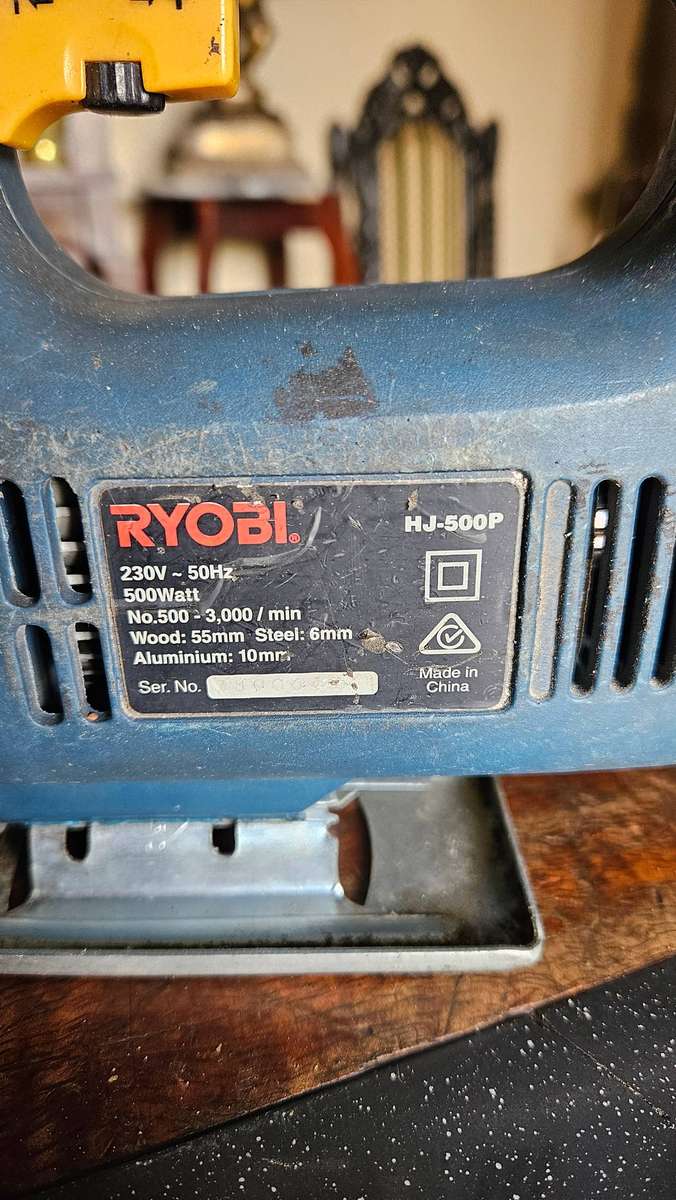 RYOBI®
HJ-500P
230V ~ 50Hz
500Watt
No.500 - 3,000 / min
Wood: 55mm Steel: 6mm
Aluminium: 10mm
Ser. No.
Made in
China